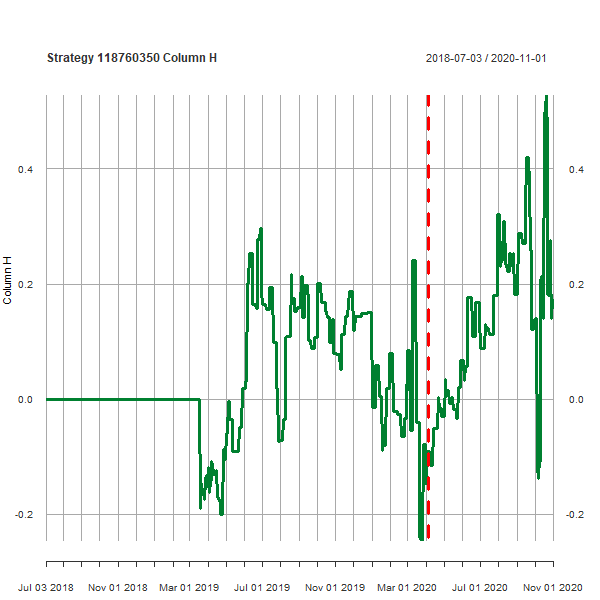 Strategy 118760350 Column H
2018-07-03 / 2020-11-01
0.4 0.4
0.2 0.2
0.0 0.0
-0.2 -0.2
Column H
Jul 03 2018 Nov 01 2018 Mar 01 2019 Jul 01 2019 Nov 01 2019 Mar 01 2020 Jul 01 2020 Nov 01 2020